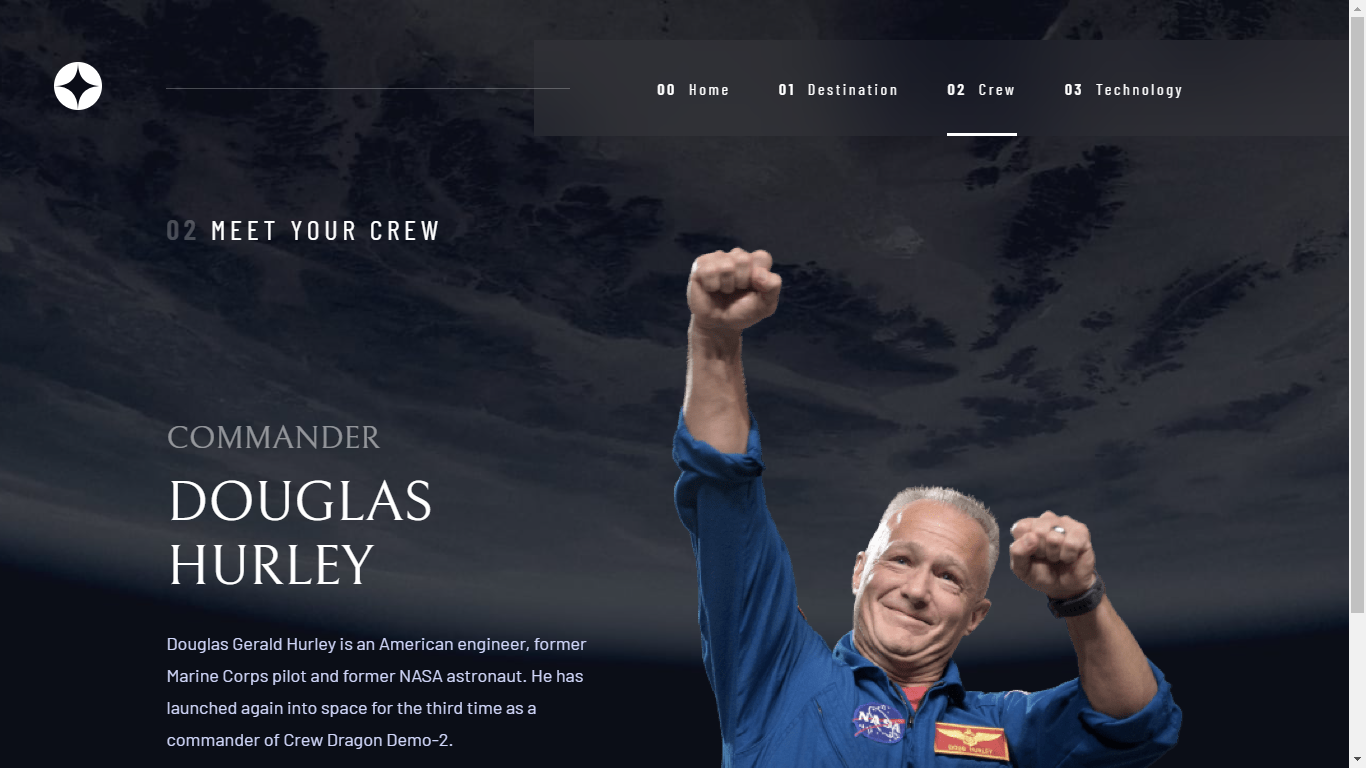 00 Home 01 Destination 02 Crew 03 Technology
02 MEET YOUR CREW
COMMANDER
DOUGLAS
HURLEY
Douglas Gerald Hurley is an American engineer, former
Marine Corps pilot and former NASA astronaut. He has
launched again into space for the third time as a
commander of Crew Dragon Demo-2.
NASA
DOUG HURLEY